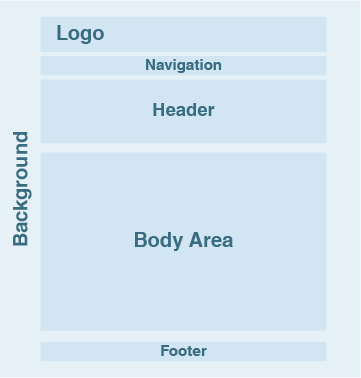 Logo
Navigation
Header
Background
Body Area
Footer